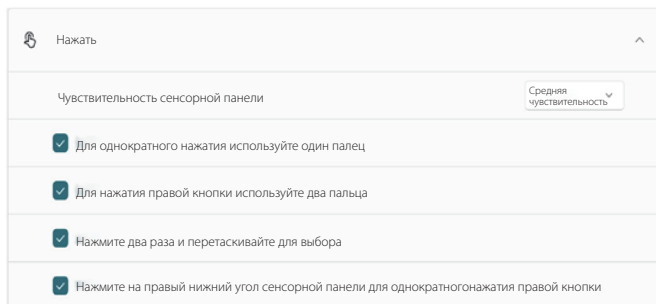 Нажать
Чувствительность сенсорной панели
Средняя
чувствительность
Для однократного нажатия используйте один палец
Для нажатия правой кнопки используйте два пальца
Нажмите два раза и перетаскивайте для выбора
Нажмите на правый нижний угол сенсорной панели для однократногонажатия правой кнопки